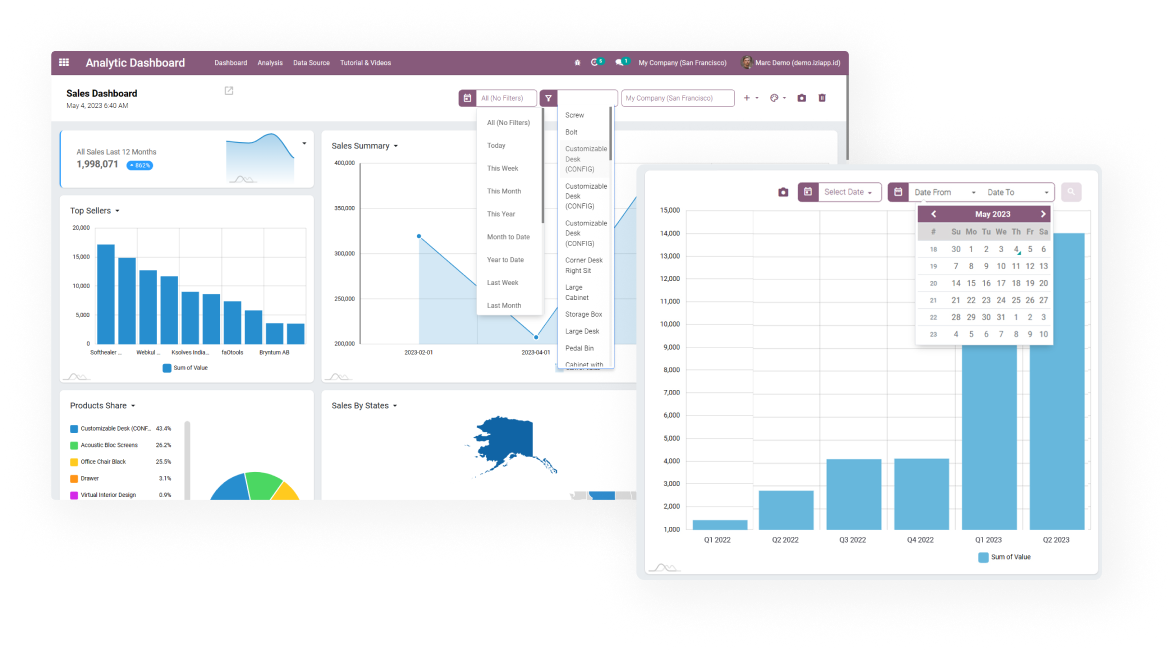 Analytic Dashboard
Dashboard Analysis Data Source Tutorial & Videos
My Company (San Francisco)
Marc Demo (demo.iziapp.id)
Sales Dashboard
May 4, 2023 6:40 AM
All (No Filters)
My Company (San Francisco)
All (No Filters)
Today
This Week
This Month
This Year
Month to Date
Year to Date
Last Week
Last Month
Screw
Bolt
Customizable
Desk
(CONFIG)
Customizable
Desk
(CONFIG)
Customizable
Desk
(CONFIG)
Corner Desk
Right Sit
Large
Cabinet
Storage Box
Large Desk
Pedal Bin
Cabinet with
All Sales Last 12 Months
1,998,071 862%
Top Sellers
20,000
15,000
10,000
5,000
0
Softhealer ... Webkul ... Ksolves India... faOtools Bryntum AB
Sum of Value
Sales Summary
400,000
350,000
300,000
250,000
200,000
2023-02-01 2023-04-01
Products Share
Customizable Desk (CONF... 43.4%
Acoustic Bloc Screens 26.2%
Office Chair Black 25.5%
Drawer 3.1%
Virtual Interior Design 0.9%
Sales By States
Select Date
Date From Date To
May 2023
# Su Mo Tu We Th Fr Sa
18 30 1 2 3 4 5 6
19 7 8 9 10 11 12 13
20 14 15 16 17 18 19 20
21 21 22 23 24 25 26 27
22 28 29 30 31 1 2 3
23 4 5 6 7 8 9 10
15,000
14,000
13,000
12,000
11,000
10,000
9,000
8,000
7,000
6,000
5,000
4,000
3,000
2,000
1,000
Q1 2022 Q2 2022 Q3 2022 Q4 2022 Q1 2023 Q2 2023
Sum of Value